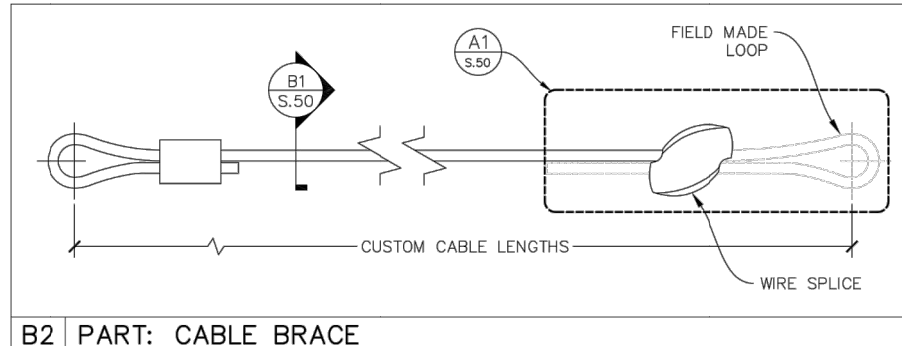 FIELD MADE
LOOP
A1
S.50
B1
S.50
CUSTOM CABLE LENGTHS
WIRE SPLICE
B2 PART: CABLE BRACE